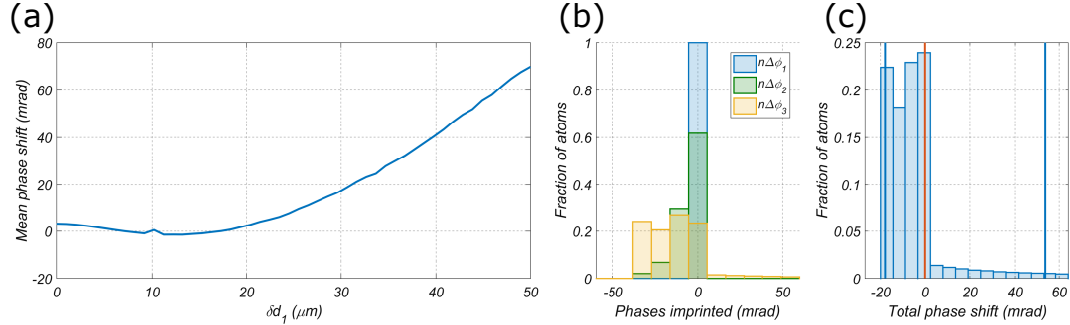 (a)
80
60
40
20
0
-20
Mean phase shift (mrad)
0 10 20 30 40 50
δd₁ (μm)
(b)
1
0.8
0.6
0.4
0.2
0
Fraction of atoms
nΔϕ₁
nΔϕ₂
nΔϕ₃
-50 0 50
Phases imprinted (mrad)
(c)
0.25
0.2
0.15
0.1
0.05
0
Fraction of atoms
-20 0 20 40 60
Total phase shift (mrad)